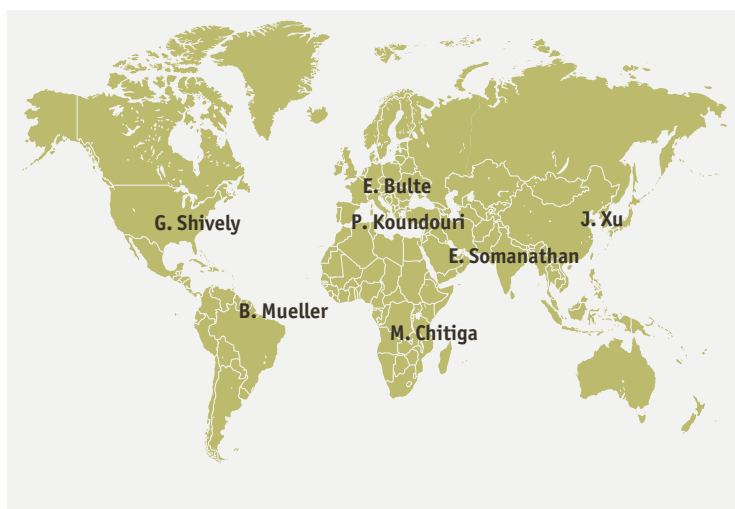 E. Bulte
G. Shively
P. Koundouri
J. Xu
E. Somanathan
B. Mueller
M. Chitiga